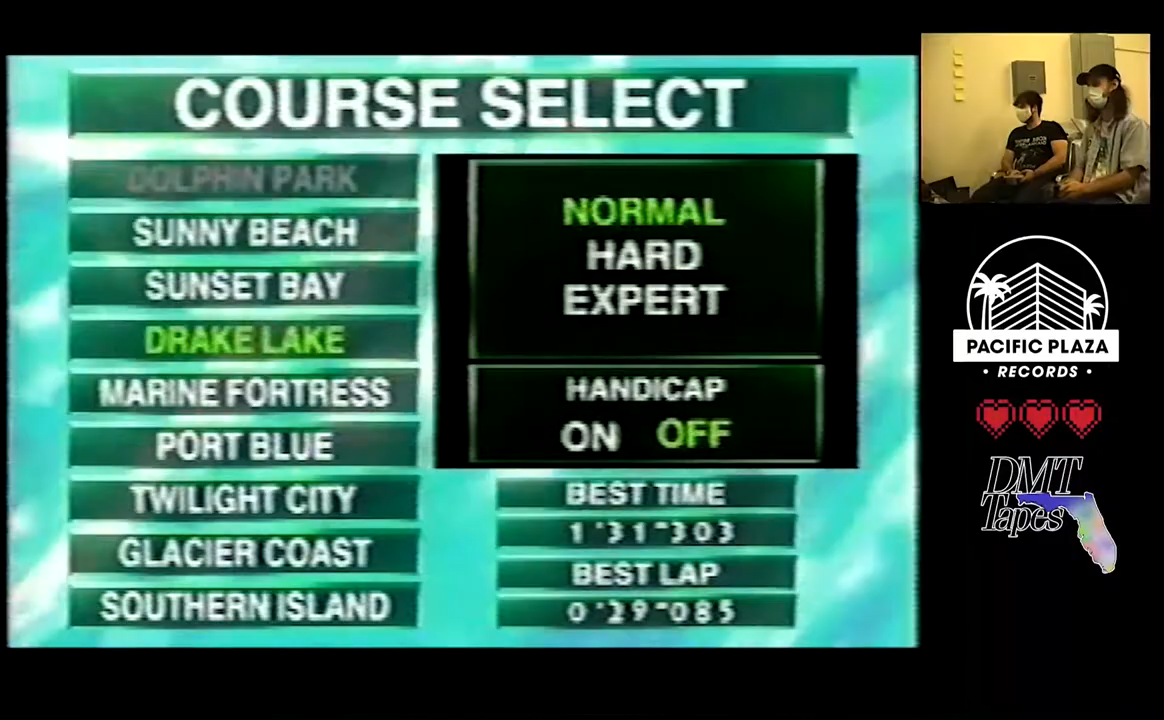 COURSE SELECT
DOLPHIN PARK
SUNNY BEACH
SUNSET BAY
DRAKE LAKE
MARINE FORTRESS
PORT BLUE
TWILIGHT CITY
GLACIER COAST
SOUTHERN ISLAND
NORMAL
HARD
EXPERT
HANDICAP
ON OFF
BEST TIME
1'31"303
BEST LAP
0'29"085
PACIFIC PLAZA
• RECORDS •
DMT
Tapes